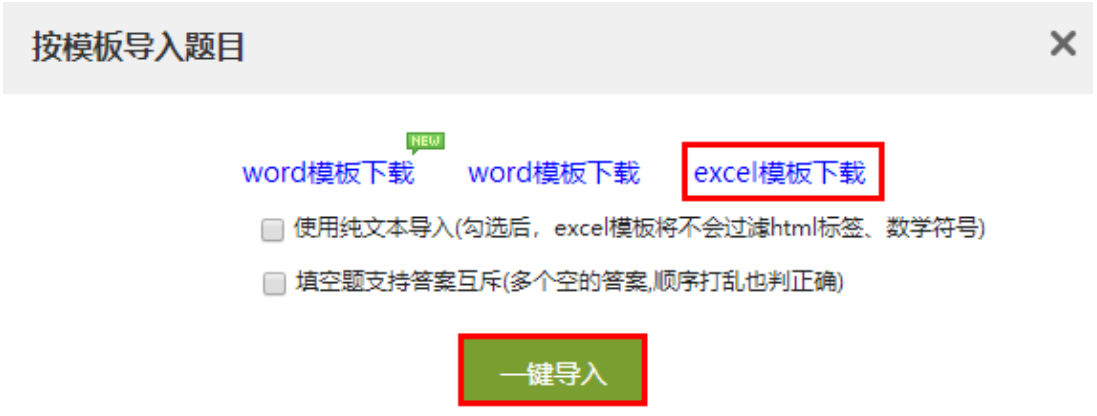 按模板导入题目
NEW
word模板下载 word模板下载 excel模板下载
使用纯文本导入(勾选后，excel模板将不会过滤html标签、数学符号)
填空题支持答案互斥(多个空的答案,顺序打乱也判正确)
一键导入